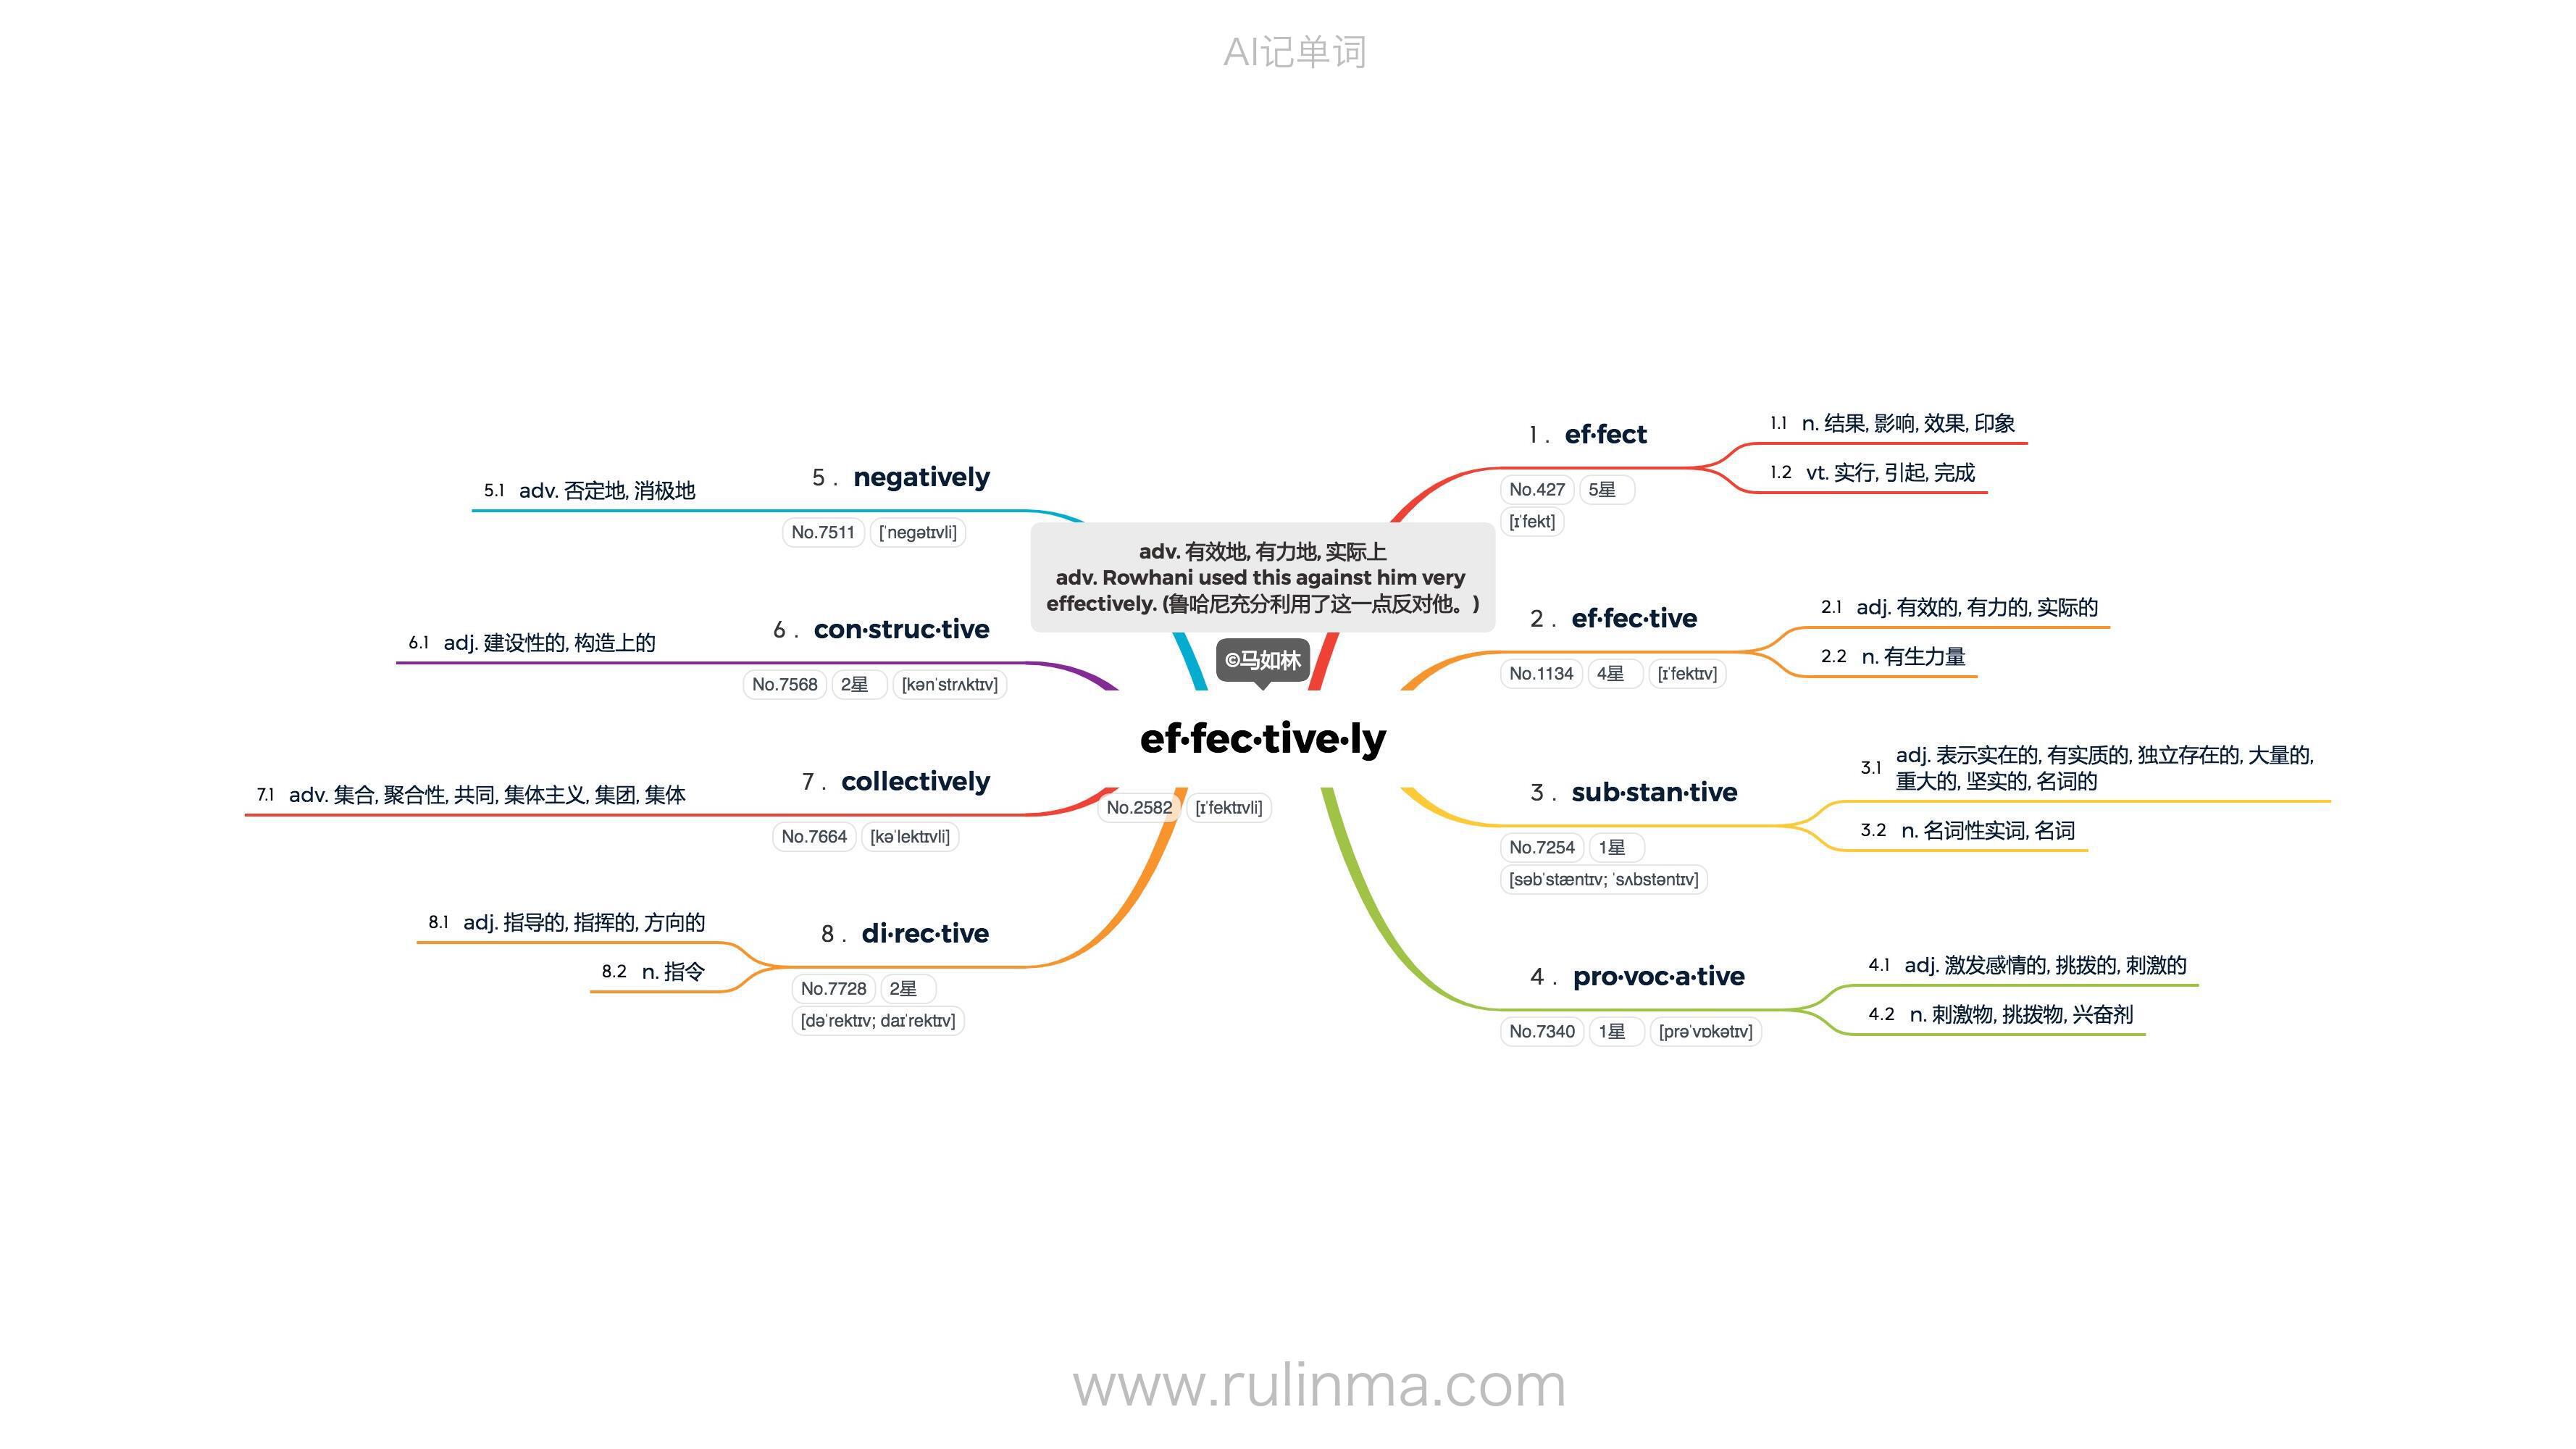 AI记单词
adv. 有效地, 有力地, 实际上
adv. Rowhani used this against him very
effectively. (鲁哈尼充分利用了这一点反对他。)
©马如林
ef·fec·tive·ly
No.2582 [ɪˈfektɪvli]
1 . ef·fect
No.427 5星
[ɪˈfekt]
1.1 n. 结果, 影响, 效果, 印象
1.2 vt. 实行, 引起, 完成
2 . ef·fec·tive
No.1134 4星 [ɪˈfektɪv]
2.1 adj. 有效的, 有力的, 实际的
2.2 n. 有生力量
3 . sub·stan·tive
No.7254 1星
[səbˈstæntɪv; ˈsʌbstəntɪv]
3.1 adj. 表示实在的, 有实质的, 独立存在的, 大量的,
重大的, 坚实的, 名词的
3.2 n. 名词性实词, 名词
4 . pro·voc·a·tive
No.7340 1星 [prəˈvɒkətɪv]
4.1 adj. 激发感情的, 挑拨的, 刺激的
4.2 n. 刺激物, 挑拨物, 兴奋剂
5 . negatively
No.7511 [ˈnegətɪvli]
5.1 adv. 否定地, 消极地
6 . con·struc·tive
No.7568 2星 [kənˈstrʌktɪv]
6.1 adj. 建设性的, 构造上的
7 . collectively
No.7664 [kəˈlektɪvli]
7.1 adv. 集合, 聚合性, 共同, 集体主义, 集团, 集体
8 . di·rec·tive
No.7728 2星
[dəˈrektɪv; daɪˈrektɪv]
8.1 adj. 指导的, 指挥的, 方向的
8.2 n. 指令
www.rulinma.com